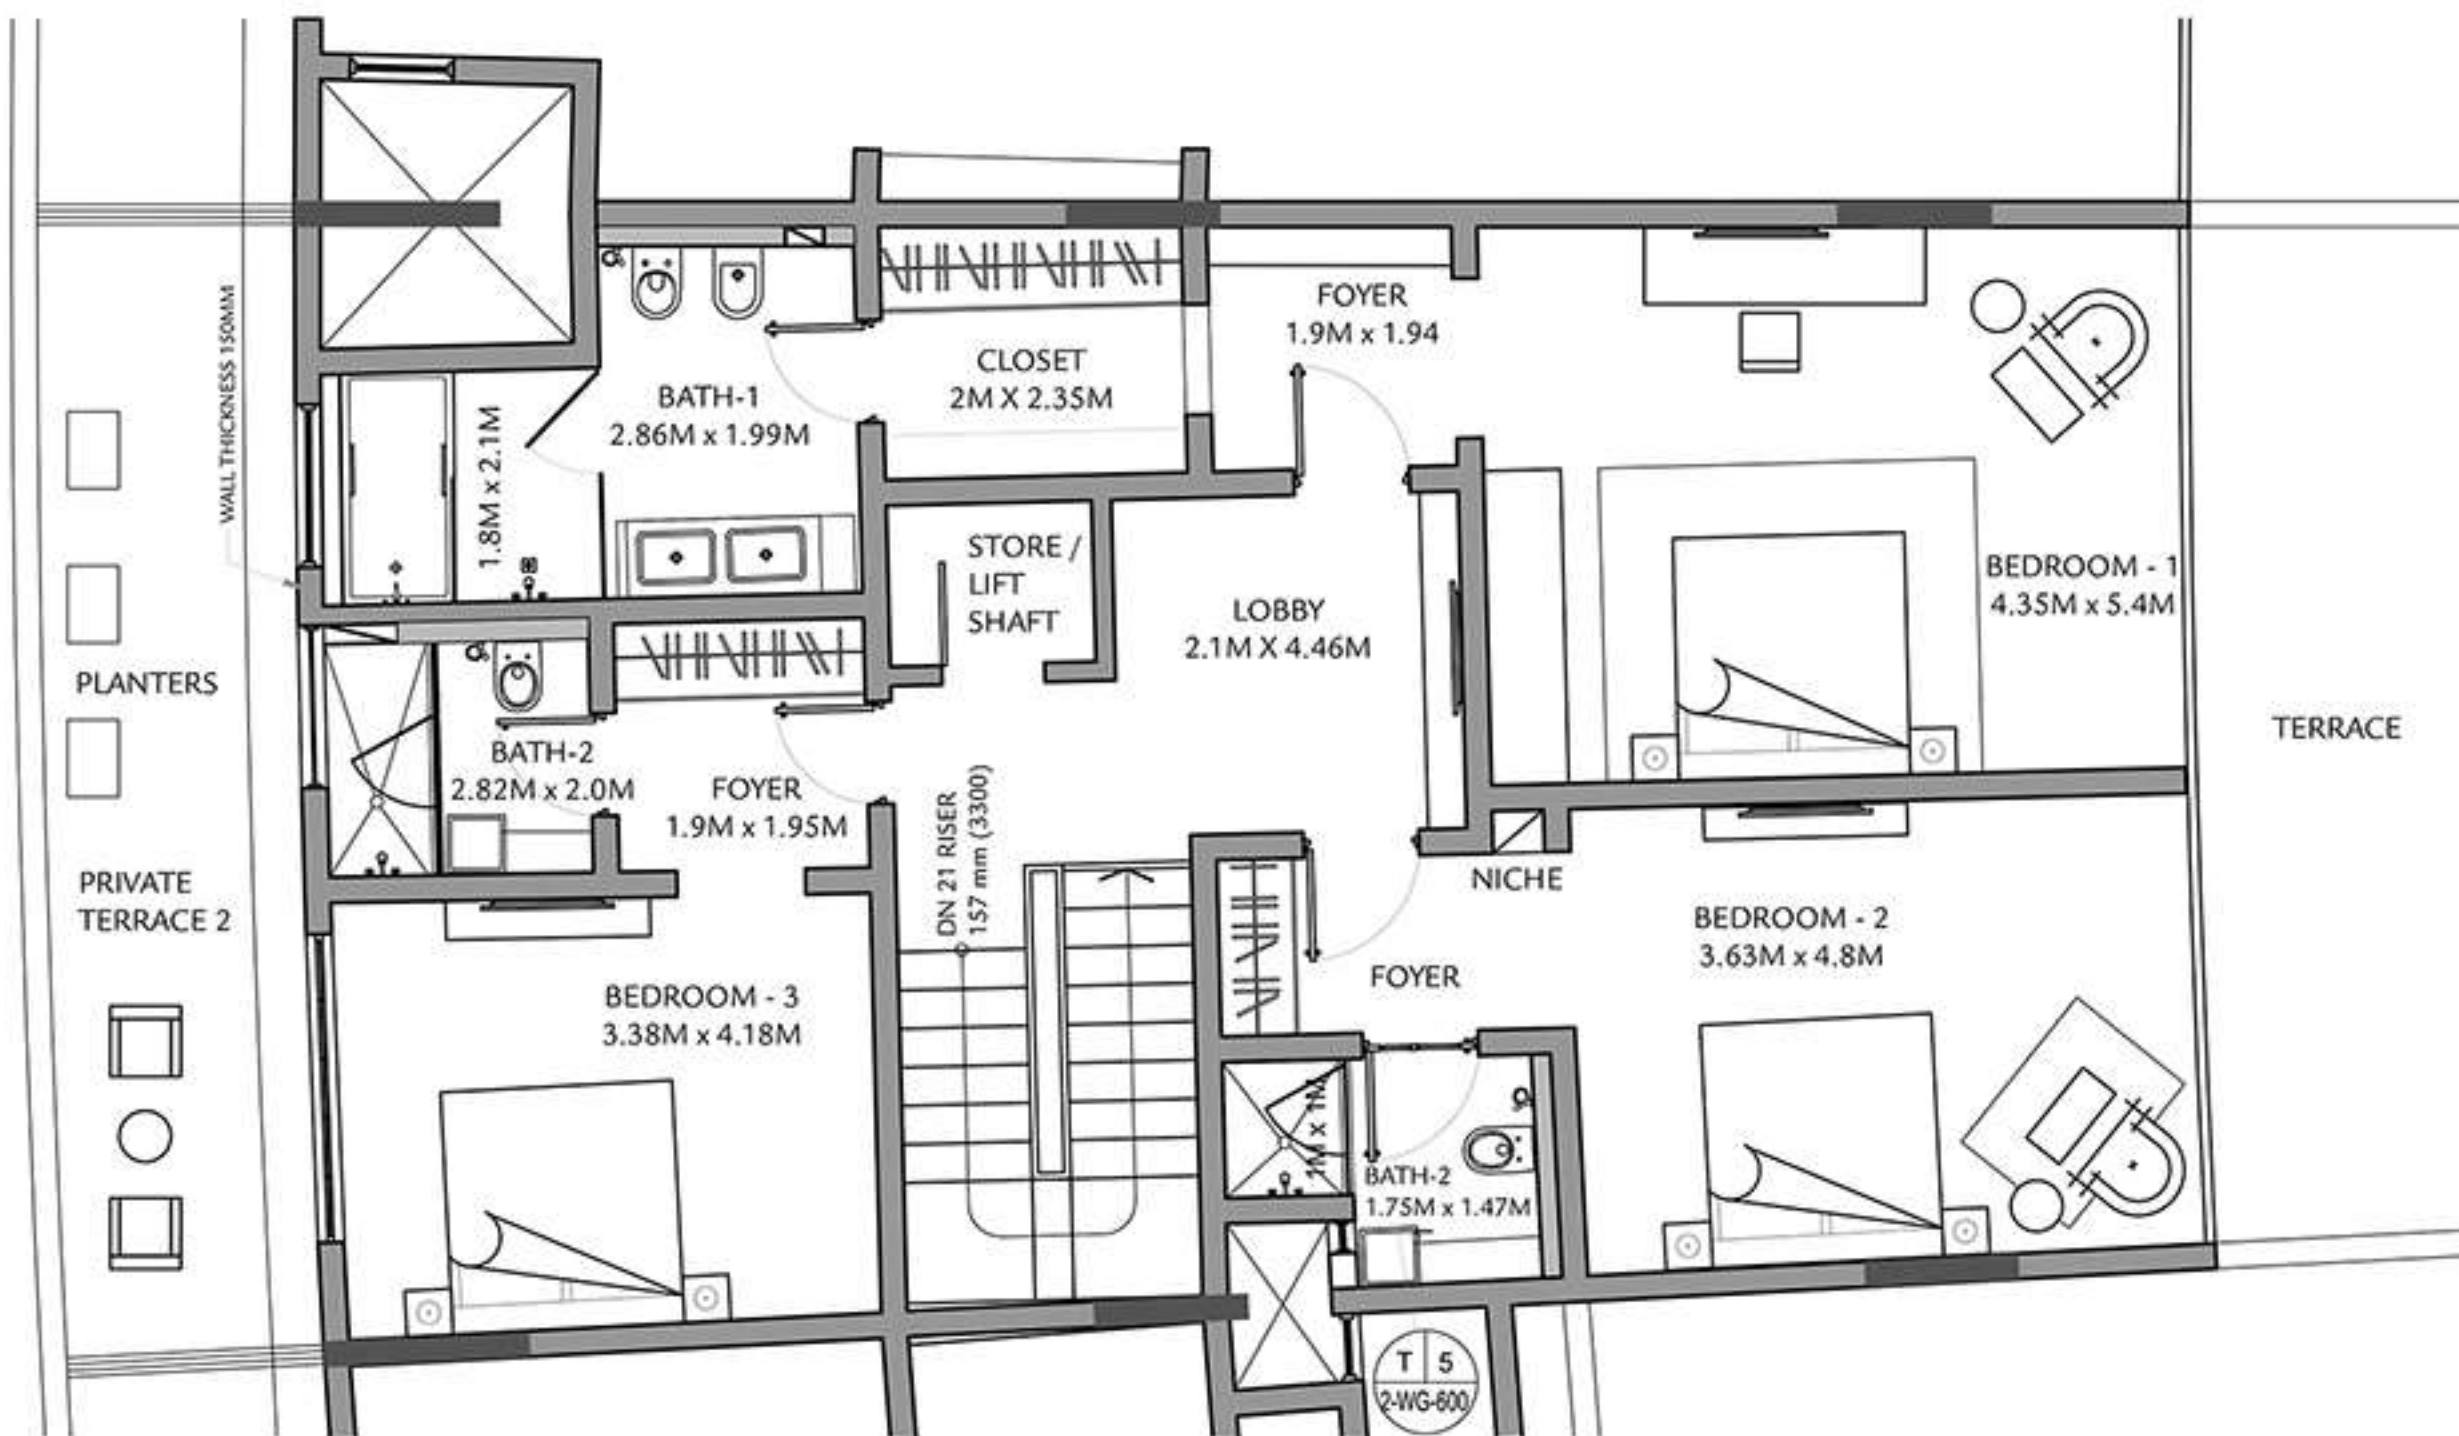 WALL THICKNESS 150MM
BATH-1
2.86M x 1.99M
1.8M x 2.1M
CLOSET
2M X 2.35M
FOYER
1.9M x 1.94
STORE /
LIFT
SHAFT
LOBBY
2.1M X 4.46M
BEDROOM - 1
4.35M x 5.4M
TERRACE
PLANTERS
BATH-2
2.82M x 2.0M
FOYER
1.9M x 1.95M
DN 21 RISER
157 mm (3300)
PRIVATE
TERRACE 2
NICHE
BEDROOM - 2
3.63M x 4.8M
FOYER
BEDROOM - 3
3.38M x 4.18M
1M x 1M
BATH-2
1.75M x 1.47M
T 5
2-WG-600